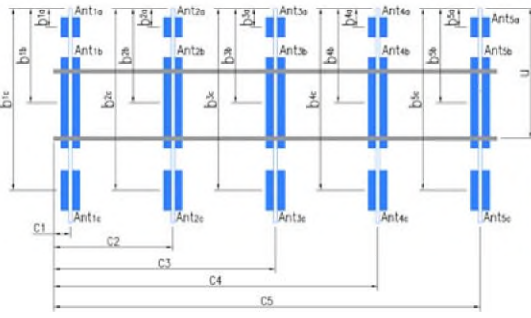 Ant1a Ant2a Ant3a Ant4a Ant5a
b1a b2a b3a b4a b5a
Ant1b Ant2b Ant3b Ant4b Ant5b
b1b b2b b3b b4b b5b
u
b1c b2c b3c b4c b5c
Ant1c Ant2c Ant3c Ant4c Ant5c
C1
C2
C3
C4
C5